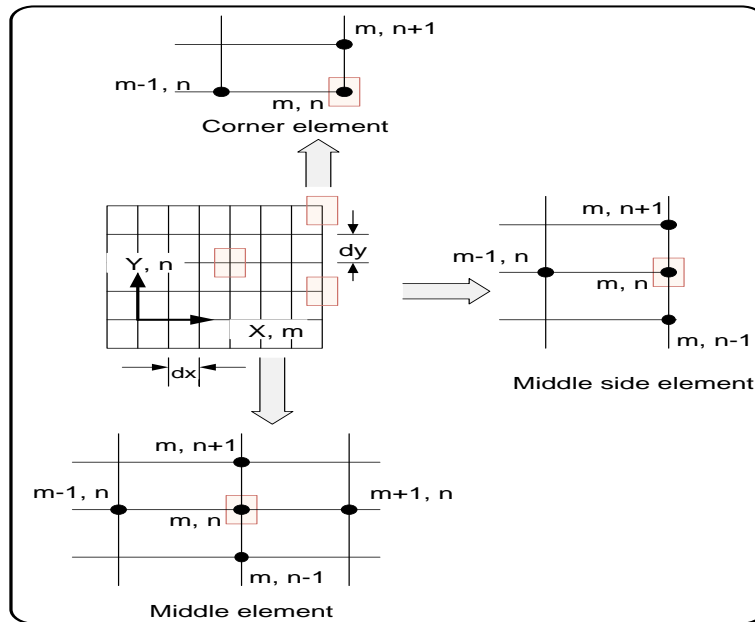 m, n+1
m-1, n
m, n
Corner element
Y, n
dy
X, m
dx
m, n+1
m-1, n
m, n
m, n-1
Middle side element
m, n+1
m-1, n
m+1, n
m, n
m, n-1
Middle element